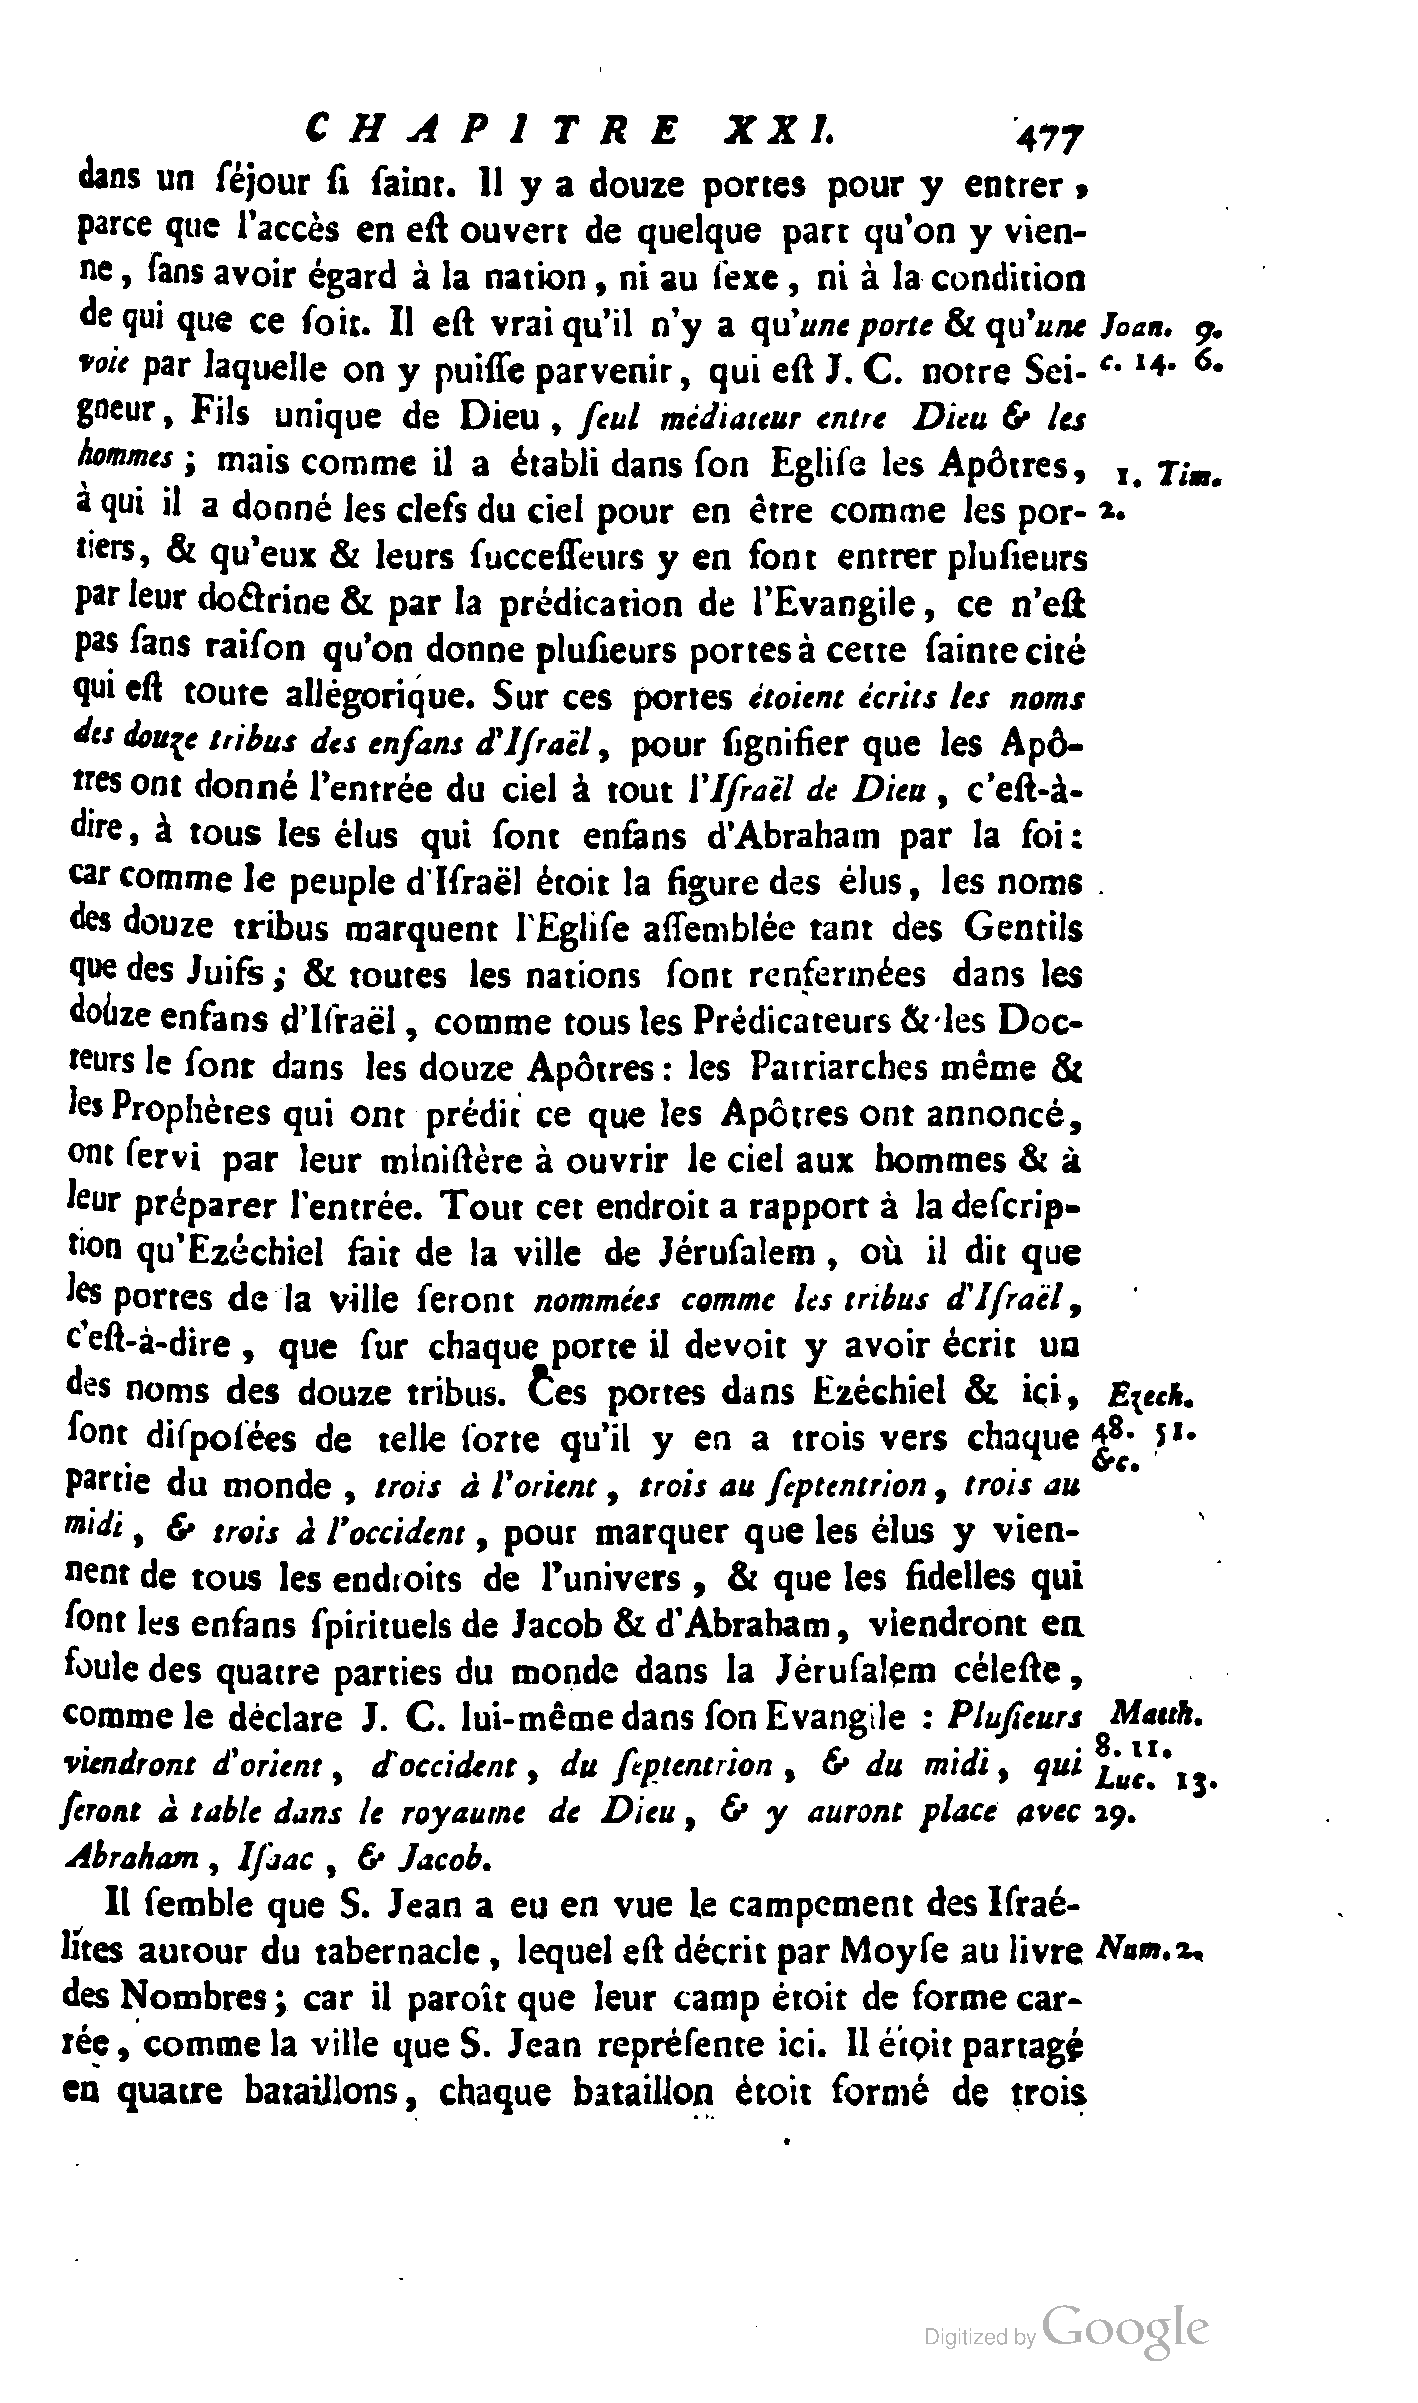 CHAPITRE XXI. 477
dans un ſéjour ſi ſaint. Il y a douze portes pour y entrer,
parce que l'accès en eſt ouvert de quelque part qu'on y vien-
ne, ſans avoir égard à la nation, ni au ſexe, ni à la condition
de qui que ce ſoit. Il eſt vrai qu'il n'y a qu'une porte & qu'une
Joan. 9.
voie par laquelle on y puiſſe parvenir, qui eſt J. C. notre Sei-
c. 14. 6.
gneur, Fils unique de Dieu, ſeul médiateur entre Dieu & les
hommes; mais comme il a établi dans ſon Egliſe les Apôtres,
1. Tim.
à qui il a donné les clefs du ciel pour en être comme les por-
2.
tiers, & qu'eux & leurs ſucceſſeurs y en font entrer pluſieurs
par leur doctrine & par la prédication de l'Evangile, ce n'eſt
pas ſans raiſon qu'on donne pluſieurs portes à cette ſainte cité
qui eſt toute allégorique. Sur ces portes étoient écrits les noms
des douze tribus des enfans d'Iſraël, pour ſignifier que les Apô-
tres ont donné l'entrée du ciel à tout l'Iſraël de Dieu, c'eſt-à-
dire, à tous les élus qui ſont enfans d'Abraham par la foi:
car comme le peuple d'Iſraël étoit la figure des élus, les noms
des douze tribus marquent l'Egliſe aſſemblée tant des Gentils
que des Juifs; & toutes les nations ſont renfermées dans les
douze enfans d'Iſraël, comme tous les Prédicateurs & les Doc-
teurs le ſont dans les douze Apôtres: les Patriarches même &
les Prophètes qui ont prédit ce que les Apôtres ont annoncé,
ont ſervi par leur miniſtère à ouvrir le ciel aux hommes & à
leur préparer l'entrée. Tout cet endroit a rapport à la deſcrip-
tion qu'Ezéchiel fait de la ville de Jéruſalem, où il dit que
les portes de la ville ſeront nommées comme les tribus d'Iſraël,
c'eſt-à-dire, que ſur chaque porte il devoit y avoir écrit un
des noms des douze tribus. Ces portes dans Ezéchiel & ici,
Ezech.
ſont diſpoſées de telle ſorte qu'il y en a trois vers chaque
48. 51.
&c.
partie du monde, trois à l'orient, trois au ſeptentrion, trois au
midi, & trois à l'occident, pour marquer que les élus y vien-
nent de tous les endroits de l'univers, & que les fidelles qui
ſont les enfans ſpirituels de Jacob & d'Abraham, viendront en
foule des quatre parties du monde dans la Jéruſalem céleſte,
comme le déclare J. C. lui-même dans ſon Evangile: Pluſieurs
Matth.
viendront d'orient, d'occident, du ſeptentrion, & du midi, qui
8. 11.
Luc. 13.
ſeront à table dans le royaume de Dieu, & y auront place avec
29.
Abraham, Iſaac, & Jacob.
Il ſemble que S. Jean a eu en vue le campement des Iſraé-
lites autour du tabernacle, lequel eſt décrit par Moyſe au livre
Num. 2.
des Nombres; car il paroît que leur camp étoit de forme car-
rée, comme la ville que S. Jean repréſente ici. Il étoit partagé
en quatre bataillons, chaque bataillon étoit formé de trois
Digitized by Google